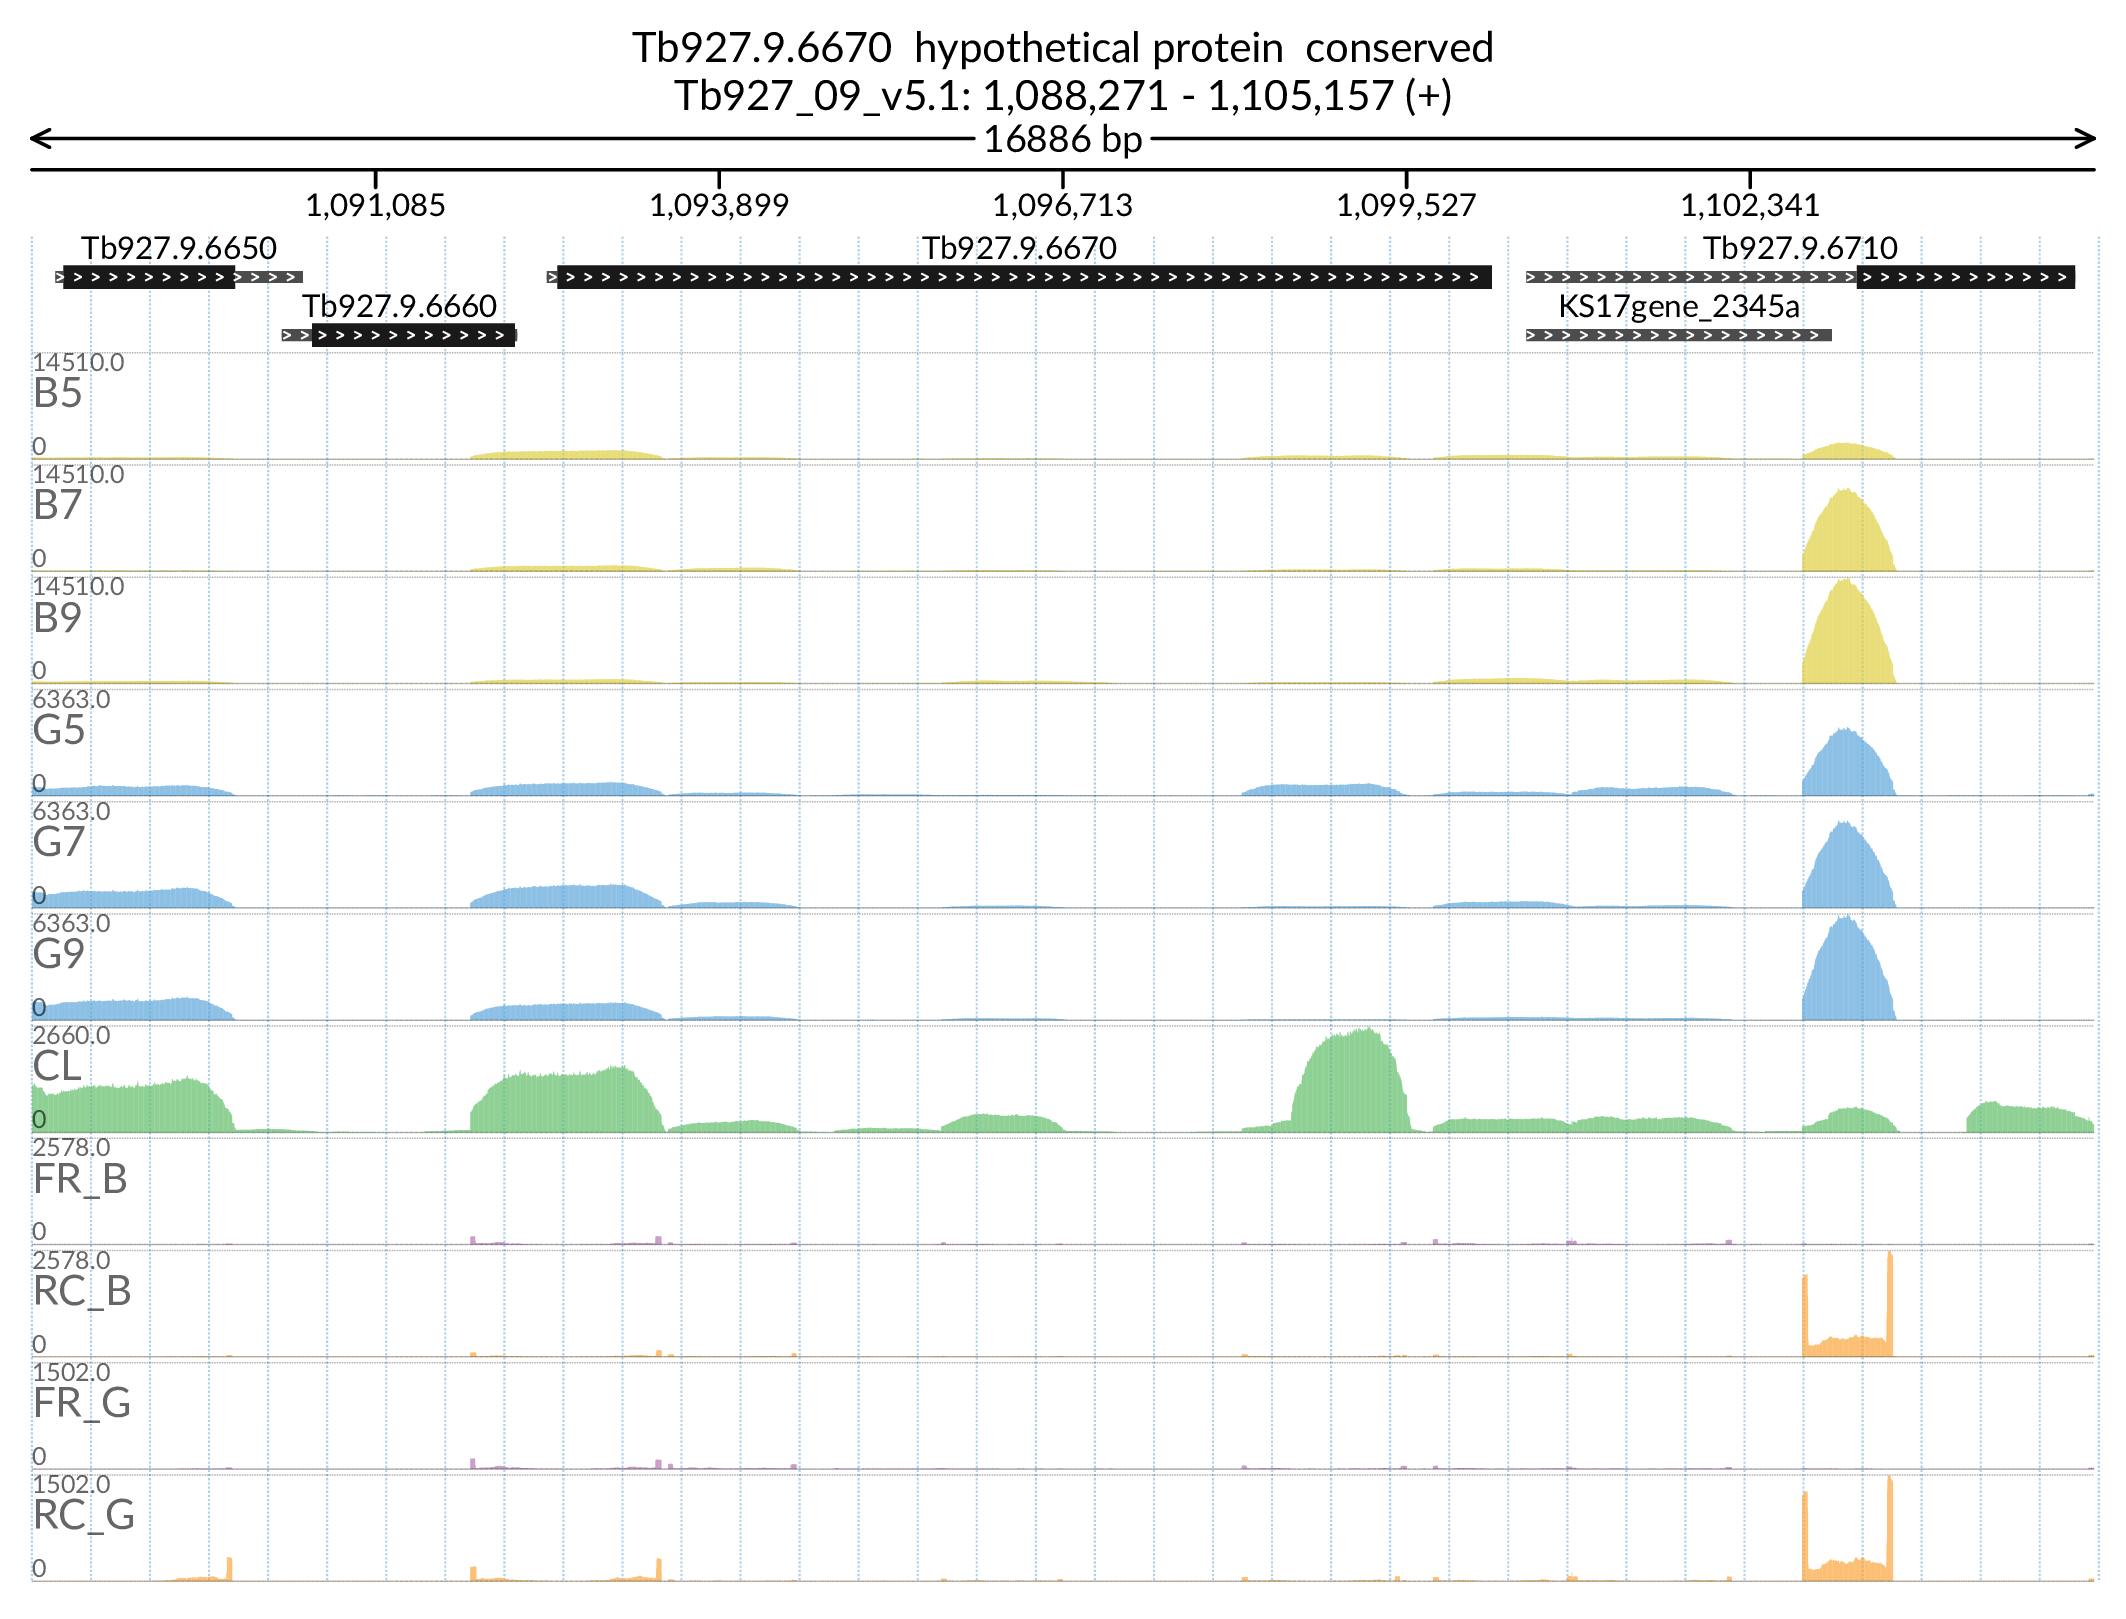 Tb927.9.6670  hypothetical protein  conserved
Tb927_09_v5.1: 1,088,271 - 1,105,157 (+)
16886 bp
1,091,085 1,093,899 1,096,713 1,099,527 1,102,341
Tb927.9.6650 Tb927.9.6670 Tb927.9.6710
Tb927.9.6660 KS17gene_2345a
14510.0
B5
0
14510.0
B7
0
14510.0
B9
0
6363.0
G5
0
6363.0
G7
0
6363.0
G9
0
2660.0
CL
0
2578.0
FR_B
0
2578.0
RC_B
0
1502.0
FR_G
0
1502.0
RC_G
0